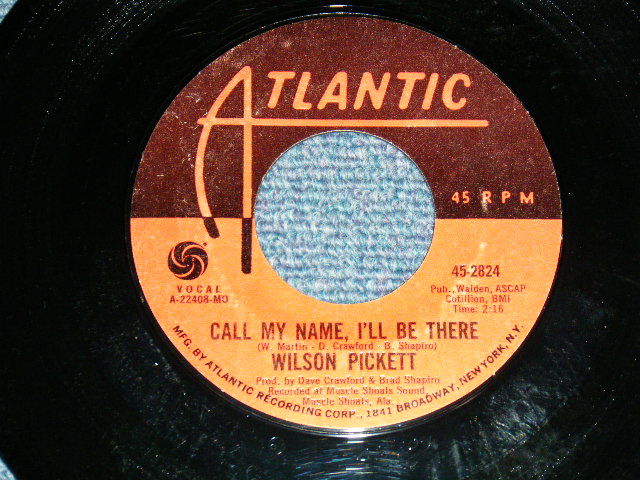 ATLANTIC
45 RPM
VOCAL
A-22408-MO
45-2824
Pub., Walden, ASCAP
Cotillion, BMI
Time: 2:16
CALL MY NAME, I'LL BE THERE
(W. Martin - D. Crawford - B. Shapiro)
WILSON PICKETT
Prod. by Dave Crawford & Brad Shapiro
Recorded at Muscle Shoals Sound,
Muscle Shoals, Ala.
MFG. BY ATLANTIC RECORDING CORP., 1841 BROADWAY, NEW YORK, N.Y.